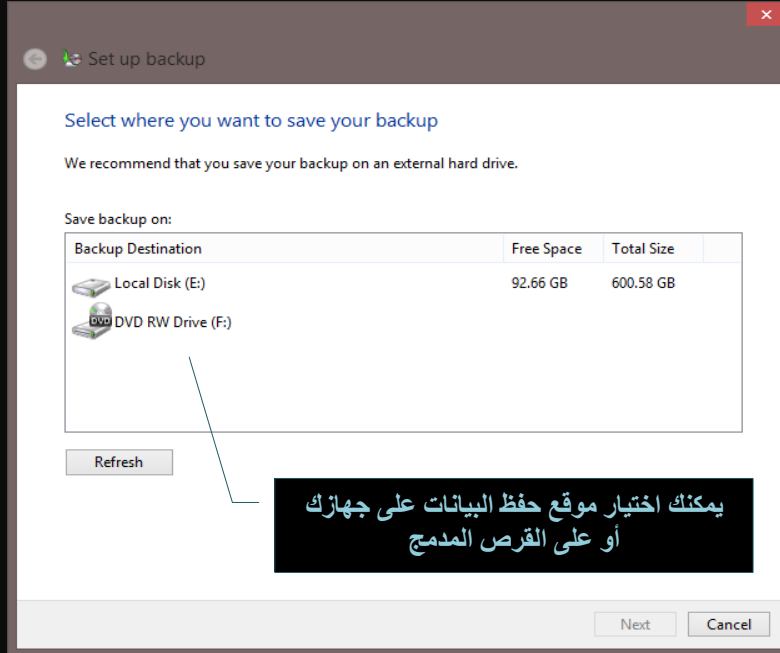 Set up backup
Select where you want to save your backup
We recommend that you save your backup on an external hard drive.
Save backup on:
Backup Destination Free Space Total Size
Local Disk (E:) 92.66 GB 600.58 GB
DVD
DVD RW Drive (F:)
Refresh
يمكنك اختيار موقع حفظ البيانات على جهازك
أو على القرص المدمج
Next Cancel